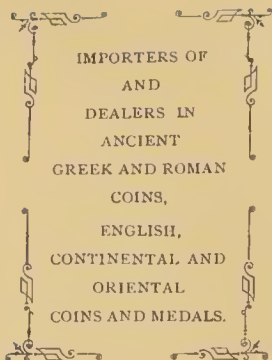 IMPORTERS OF
AND
DEALERS IN
ANCIENT
GREEK AND ROMAN
COINS,
ENGLISH,
CONTINENTAL AND
ORIENTAL
COINS AND MEDALS.